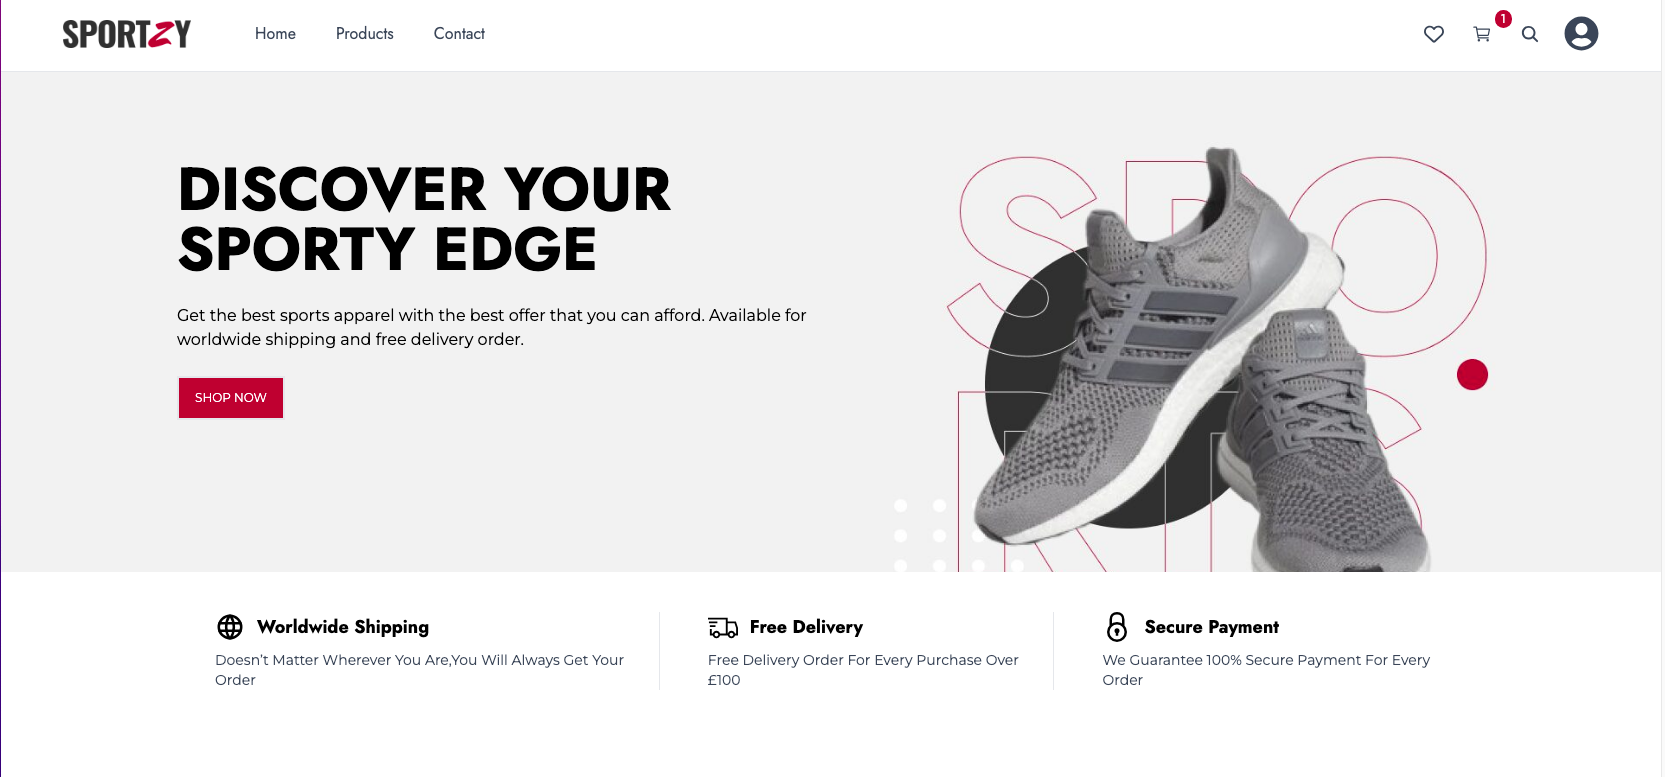 SPORTZY
Home Products Contact
1
DISCOVER YOUR
SPORTY EDGE
Get the best sports apparel with the best offer that you can afford. Available for
worldwide shipping and free delivery order.
SHOP NOW
SPO
RTS
Worldwide Shipping
Doesn't Matter Wherever You Are,You Will Always Get Your
Order
Free Delivery
Free Delivery Order For Every Purchase Over
£100
Secure Payment
We Guarantee 100% Secure Payment For Every
Order